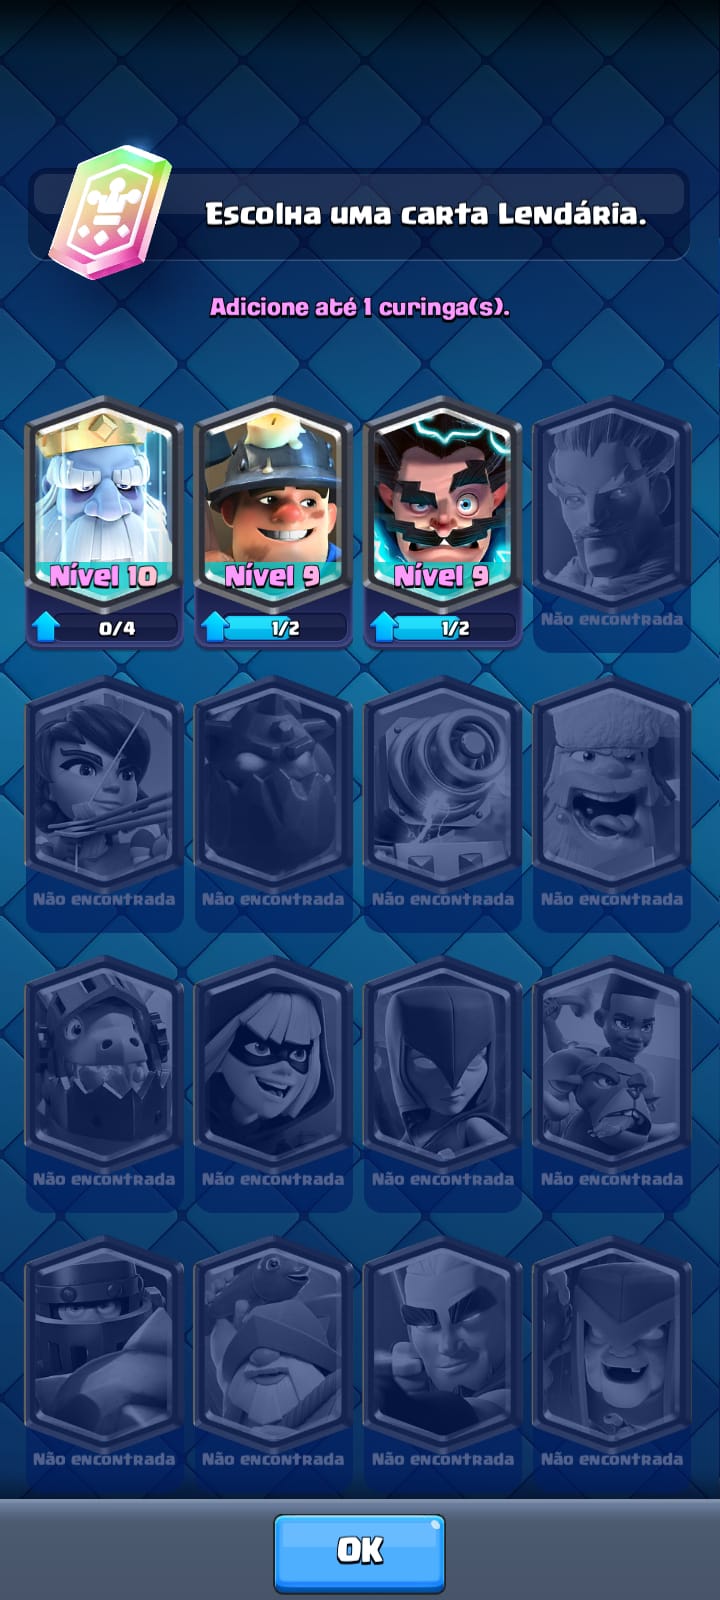 Escolha uma carta Lendária.
Adicione até 1 curinga(s).
Nível 10
Nível 9
Nível 9
0/4
1/2
1/2
Não encontrada
Não encontrada
Não encontrada
Não encontrada
Não encontrada
Não encontrada
Não encontrada
Não encontrada
Não encontrada
Não encontrada
Não encontrada
Não encontrada
Não encontrada
OK